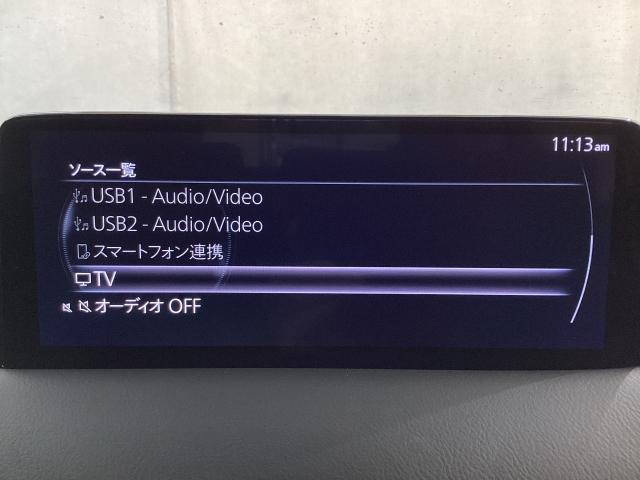 11:13am
ソース一覧
USB1 - Audio/Video
USB2 - Audio/Video
スマートフォン連携
TV
オーディオ OFF